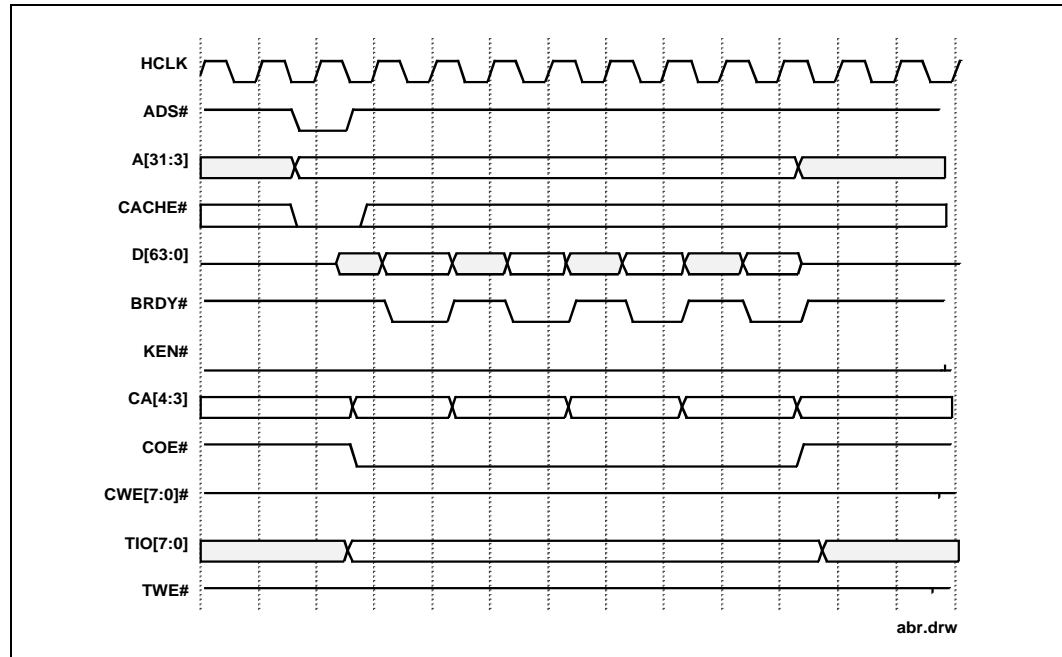 HCLK
ADS#
A[31:3]
CACHE#
D[63:0]
BRDY#
KEN#
CA[4:3]
COE#
CWE[7:0]#
TIO[7:0]
TWE#
abr.drw